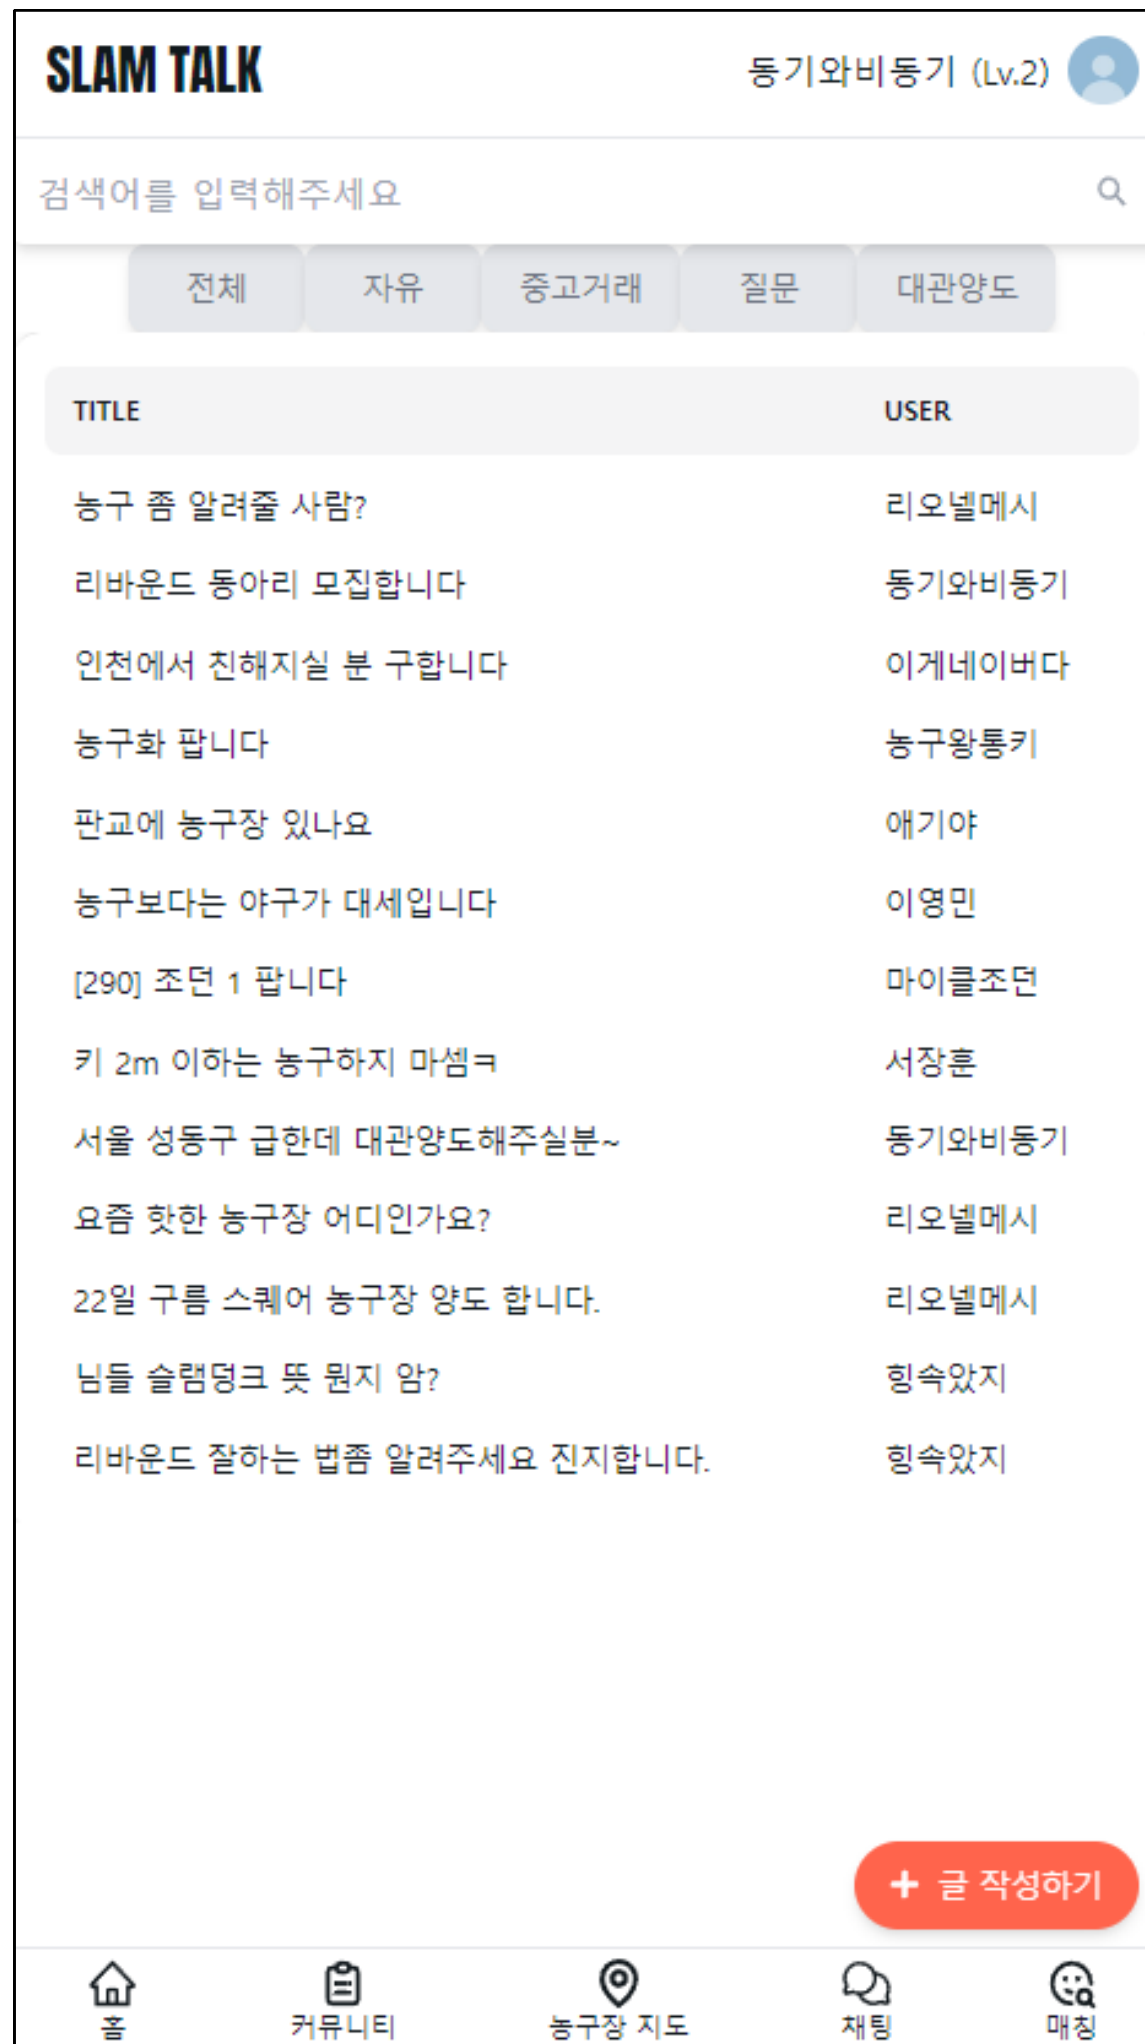 SLAM TALK 동기와비동기 (Lv.2)
검색어를 입력해주세요
전체 자유 중고거래 질문 대관양도
TITLE USER
농구 좀 알려줄 사람? 리오넬메시
리바운드 동아리 모집합니다 동기와비동기
인천에서 친해지실 분 구합니다 이게네이버다
농구화 팝니다 농구왕통키
판교에 농구장 있나요 애기야
농구보다는 야구가 대세입니다 이영민
[290] 조던 1 팝니다 마이클조던
키 2m 이하는 농구하지 마셈ㅋ 서장훈
서울 성동구 급한데 대관양도해주실분~ 동기와비동기
요즘 핫한 농구장 어디인가요? 리오넬메시
22일 구름 스퀘어 농구장 양도 합니다. 리오넬메시
님들 슬램덩크 뜻 뭔지 암? 힝속았지
리바운드 잘하는 법좀 알려주세요 진지합니다. 힝속았지
+ 글 작성하기
홈 커뮤니티 농구장 지도 채팅 매칭